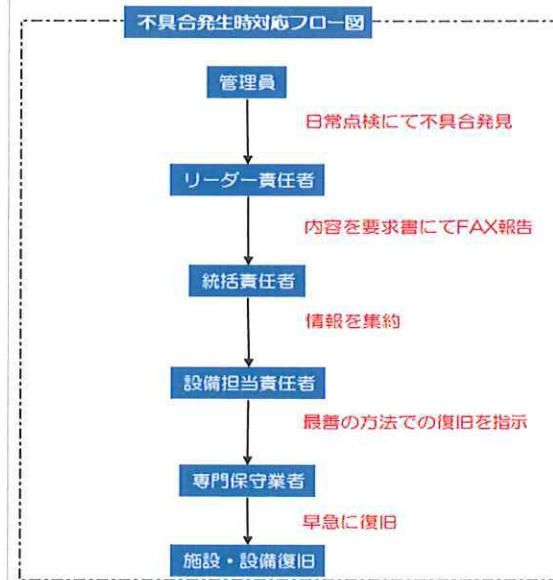 不具合発生時対応フロー図
管理員
日常点検にて不具合発見
リーダー責任者
内容を要求書にてFAX報告
統括責任者
情報を集約
設備担当責任者
最善の方法での復旧を指示
専門保守業者
早急に復旧
施設・設備復旧